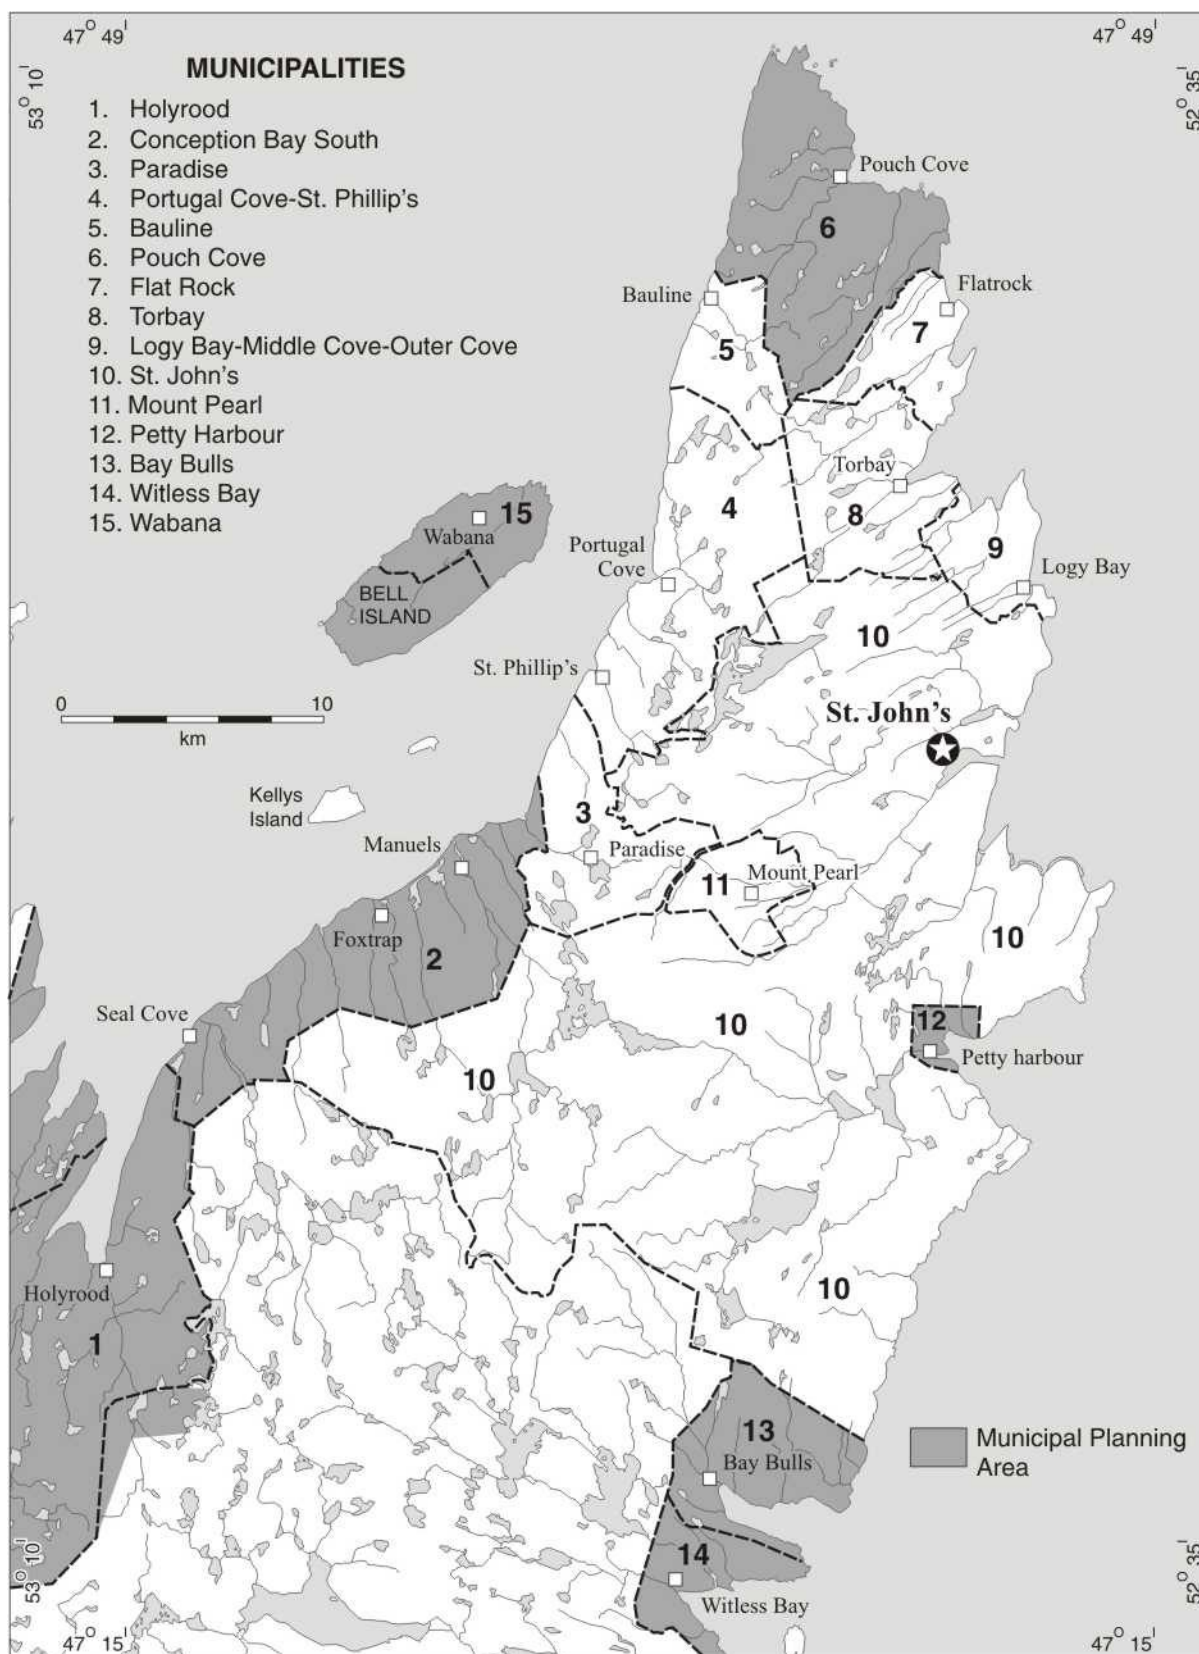 47° 49'
47° 49'
53° 10'
52° 35'
MUNICIPALITIES
1. Holyrood
2. Conception Bay South
3. Paradise
4. Portugal Cove-St. Phillip's
5. Bauline
6. Pouch Cove
7. Flat Rock
8. Torbay
9. Logy Bay-Middle Cove-Outer Cove
10. St. John's
11. Mount Pearl
12. Petty Harbour
13. Bay Bulls
14. Witless Bay
15. Wabana
Pouch Cove
6
Bauline
Flatrock
7
5
Torbay
4
8
15
Wabana
9
Portugal
Cove
Logy Bay
BELL
ISLAND
10
St. Phillip's
0
10
km
St. John's
Kellys
Island
3
Manuels
Paradise
11
Mount Pearl
Foxtrap
2
10
Seal Cove
10
12
Petty harbour
10
Holyrood
10
1
13
Bay Bulls
Municipal Planning
Area
14
Witless Bay
53° 10'
52° 35'
47° 15'
47° 15'